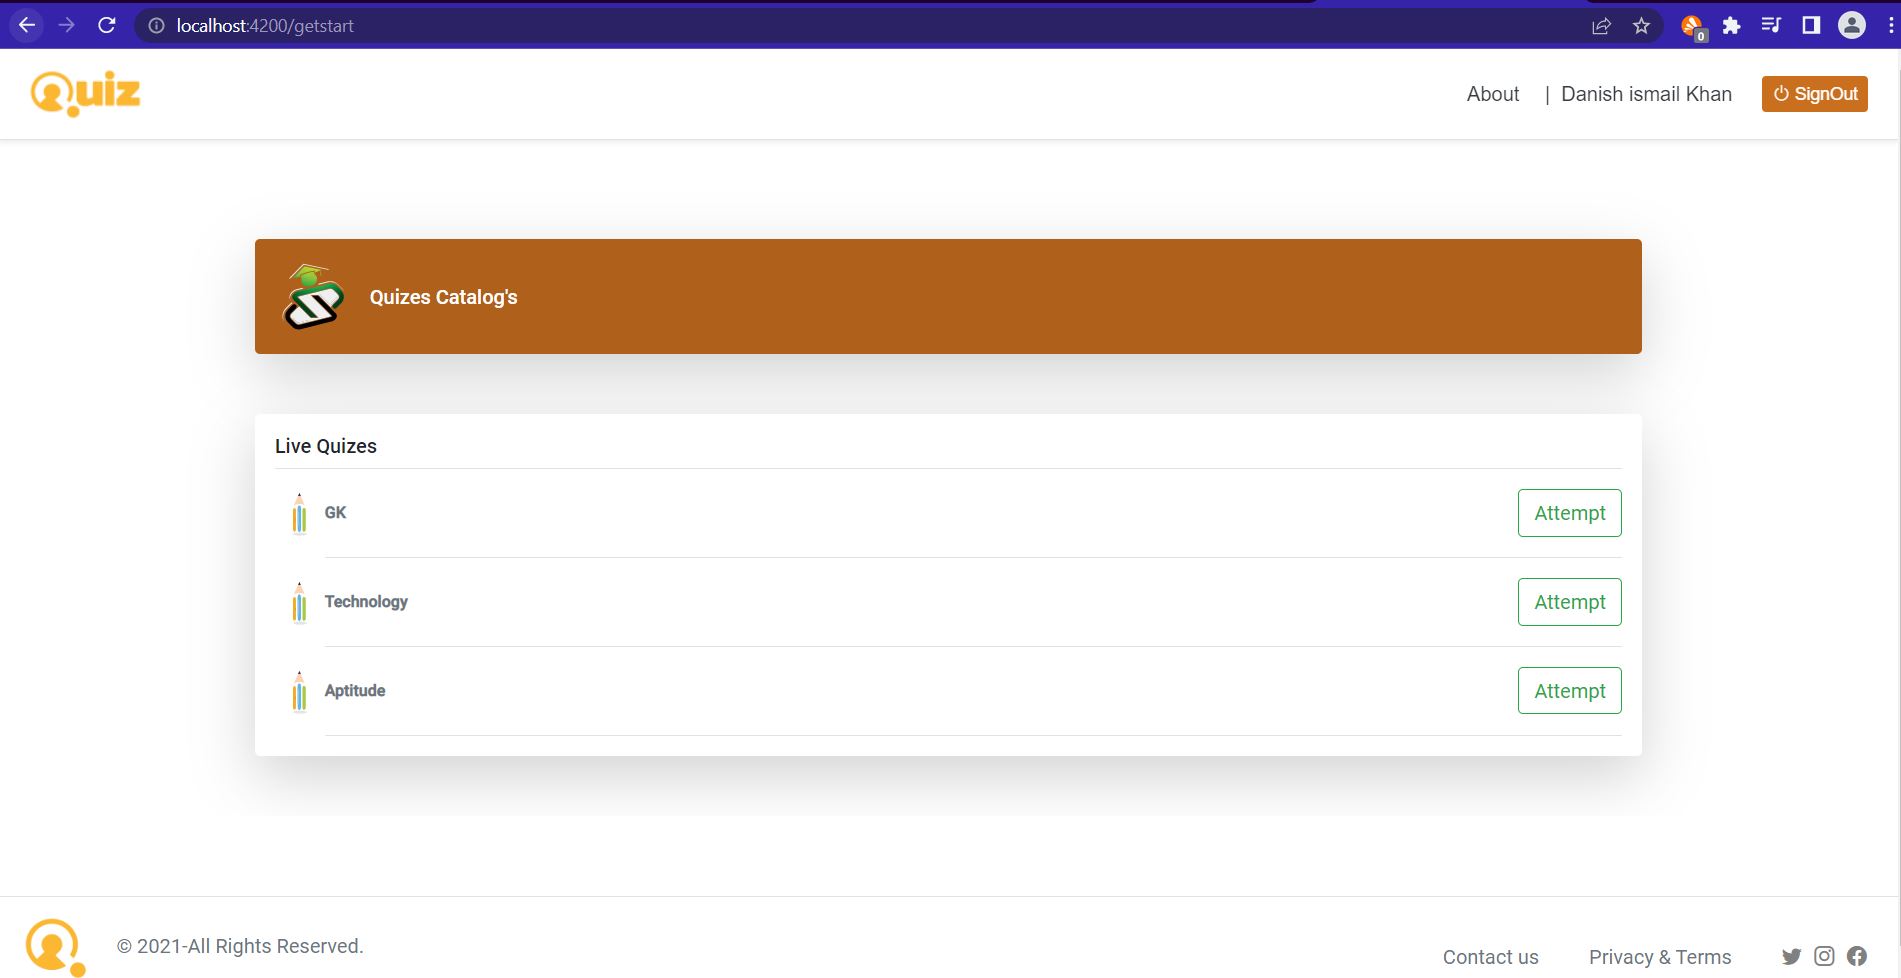 localhost:4200/getstart
0
Quiz
About | Danish ismail Khan SignOut
Quizes Catalog's
Live Quizes
GK Attempt
Technology Attempt
Aptitude Attempt
© 2021-All Rights Reserved.
Contact us Privacy & Terms